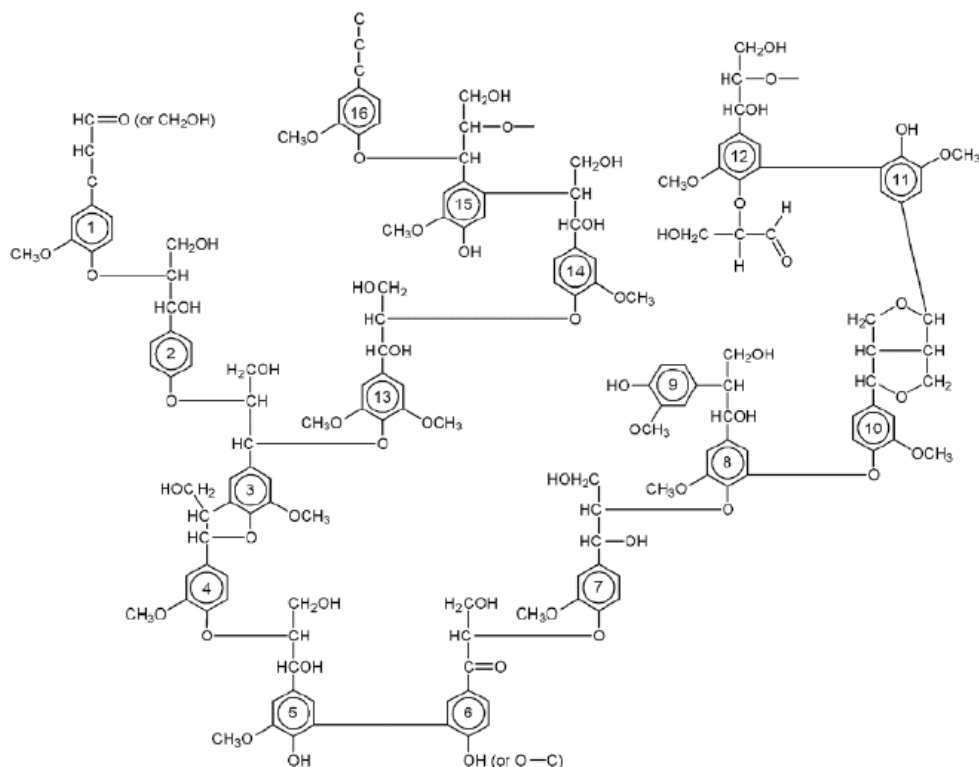 C
C
C
16
CH₃O
O
CH₂OH
CH
O
CH
15
CH₃O
OH
CH₂OH
CH
HCOH
14
OCH₃
O
CH₂OH
CH
O
HCOH
12
CH₃O
O
HOH₂C
H
H
O
OH
OCH₃
11
HC
O (or CH₂OH)
HC
C
1
CH₃O
O
CH₂OH
CH
HCOH
2
O
CH₂OH
CH
HC
O
HOCH₂
HC
HCOH
13
CH₃O
OCH₃
3
HOCH₂
CH
HC
O
OCH₃
4
CH₃O
O
CH₂OH
CH
HCOH
5
CH₃O
OH
H₂COH
HC
C
O
6
OH (or O—C)
O
HOH₂C
HC
HC
OH
7
CH₃O
9
HO
OCH₃
CH₂OH
CH
HCOH
8
CH₃O
O
O
H₂C
CH
HC
CH
HC
O
CH₂
10
OCH₃
O